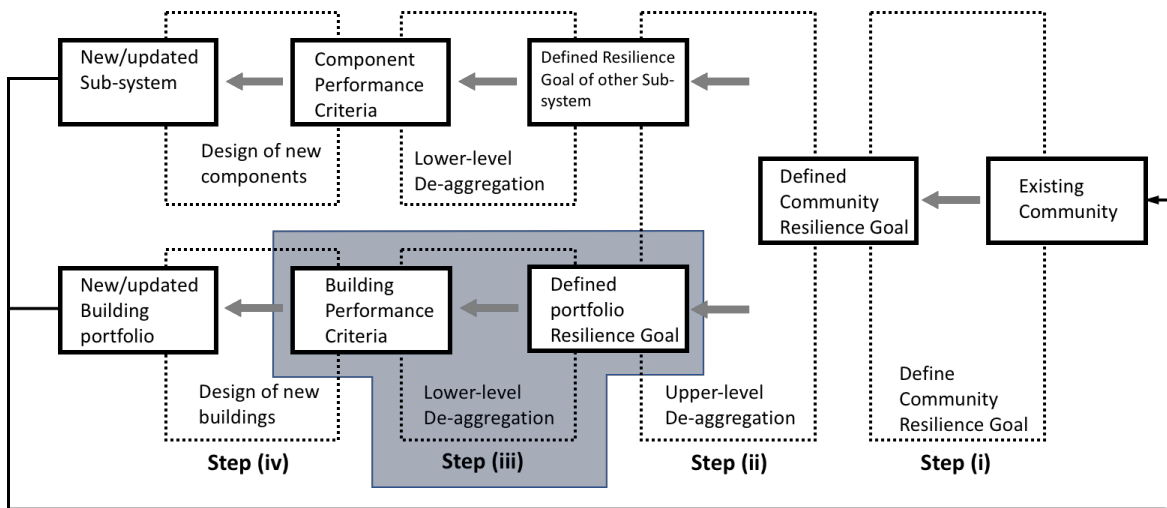 New/updated
Sub-system
Component
Performance
Criteria
Defined Resilience
Goal of other Sub-
system
Design of new
components
Lower-level
De-aggregation
Defined
Community
Resilience Goal
Existing
Community
New/updated
Building
portfolio
Building
Performance
Criteria
Defined
portfolio
Resilience Goal
Design of new
buildings
Lower-level
De-aggregation
Upper-level
De-aggregation
Define
Community
Resilience Goal
Step (iv)
Step (iii)
Step (ii)
Step (i)